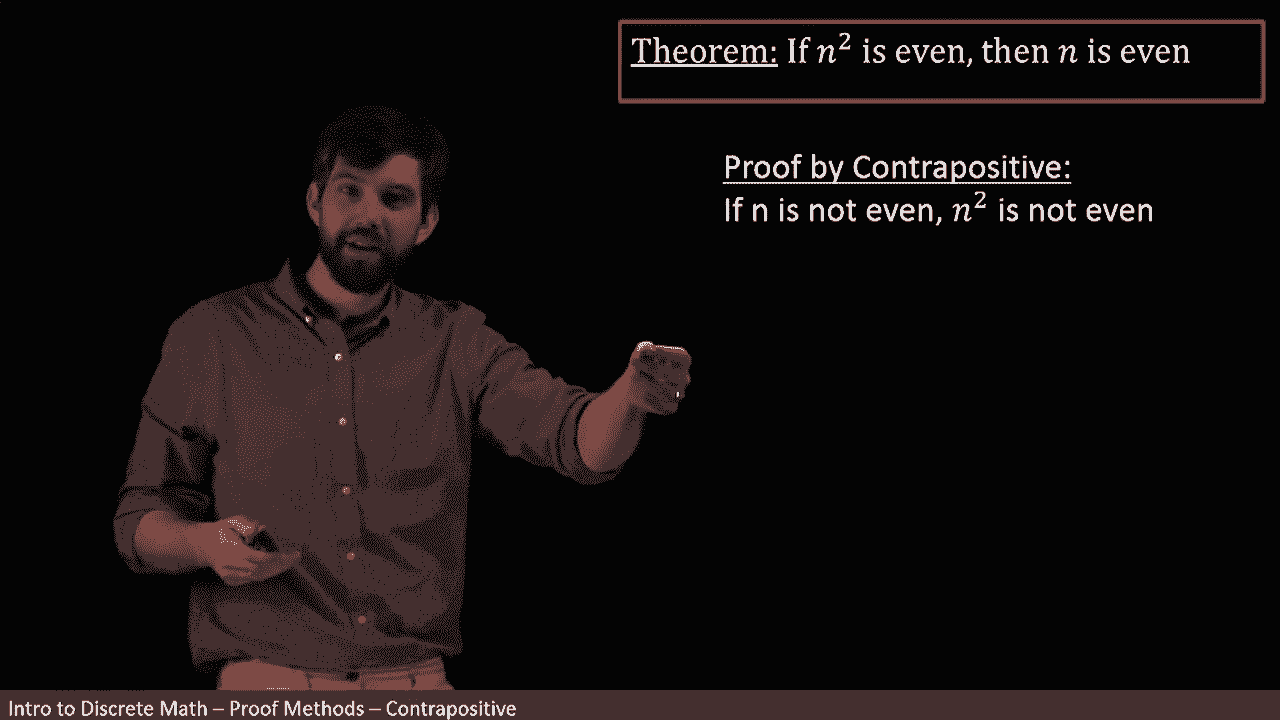 Theorem: If n² is even, then n is even
Proof by Contrapositive:
If n is not even, n² is not even
Intro to Discrete Math – Proof Methods – Contrapositive